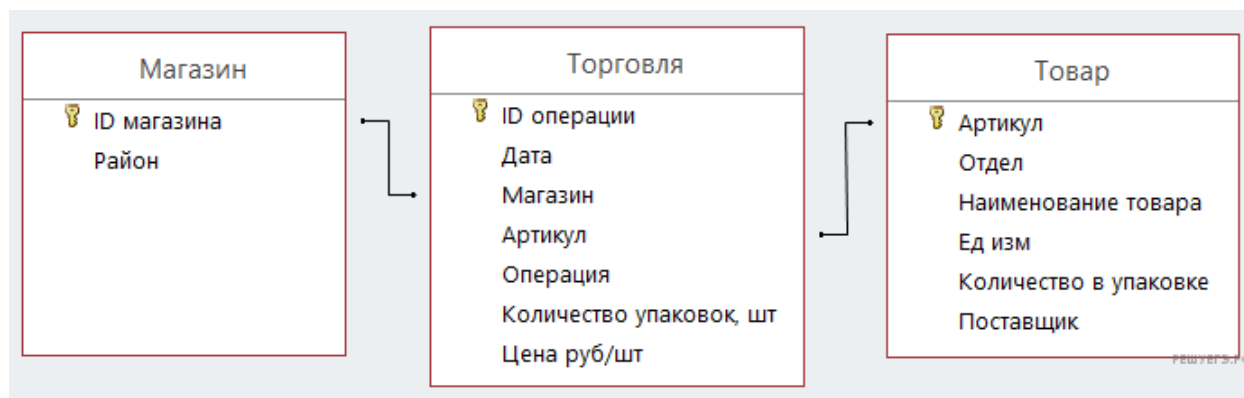 Магазин
ID магазина
Район
Торговля
ID операции
Дата
Магазин
Артикул
Операция
Количество упаковок, шт
Цена руб/шт
Товар
Артикул
Отдел
Наименование товара
Ед изм
Количество в упаковке
Поставщик